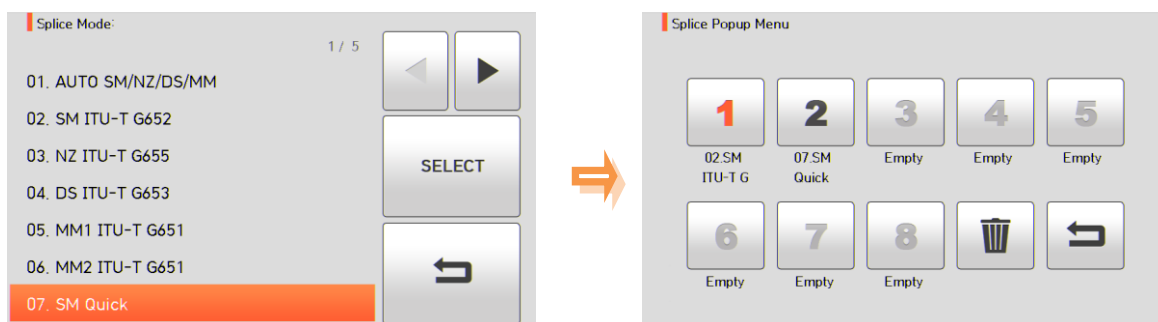 Splice Mode:
1 / 5
01. AUTO SM/NZ/DS/MM
02. SM ITU-T G652
03. NZ ITU-T G655
04. DS ITU-T G653
05. MM1 ITU-T G651
06. MM2 ITU-T G651
07. SM Quick
SELECT
Splice Popup Menu
1 2 3 4 5
02.SM 07.SM Empty Empty Empty
ITU-T G Quick
6 7 8
Empty Empty Empty